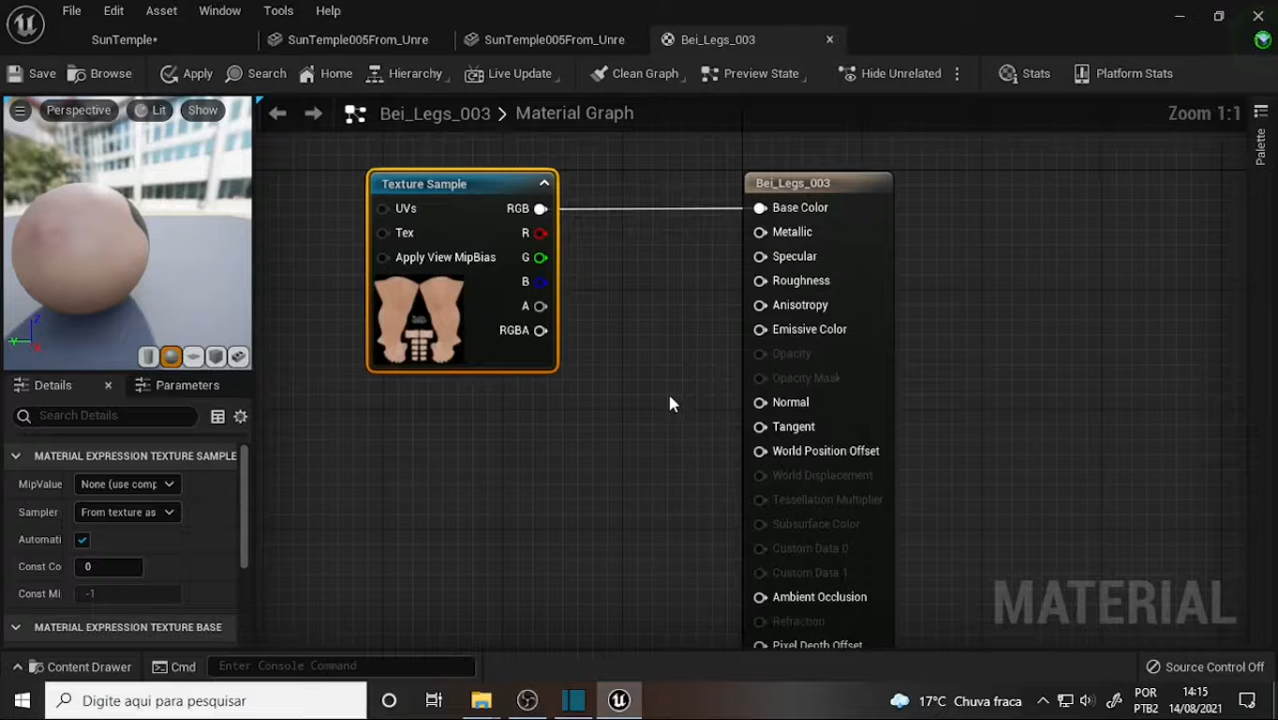 File Edit Asset Window Tools Help
SunTemple* SunTemple005From_Unre SunTemple005From_Unre Bei_Legs_003
Save Browse Apply Search Home Hierarchy Live Update Clean Graph Preview State Hide Unrelated Stats Platform Stats
Perspective Lit Show
Bei_Legs_003 Material Graph Zoom 1:1
Palette
Texture Sample
UVs RGB
Tex R
Apply View MipBias G
B
A
RGBA
Bei_Legs_003
Base Color
Metallic
Specular
Roughness
Anisotropy
Emissive Color
Opacity
Opacity Mask
Normal
Tangent
World Position Offset
World Displacement
Tessellation Multiplier
Subsurface Color
Custom Data 0
Custom Data 1
Ambient Occlusion
Refraction
Pixel Depth Offset
MATERIAL
Details Parameters
Search Details
MATERIAL EXPRESSION TEXTURE SAMPLE
MipValue None (use comp
Sampler From texture as
Automati
Const Co 0
Const Mi -1
MATERIAL EXPRESSION TEXTURE BASE
Content Drawer Cmd Enter Console Command Source Control Off
Digite aqui para pesquisar 17°C Chuva fraca POR 14:15
PTB2 14/08/2021